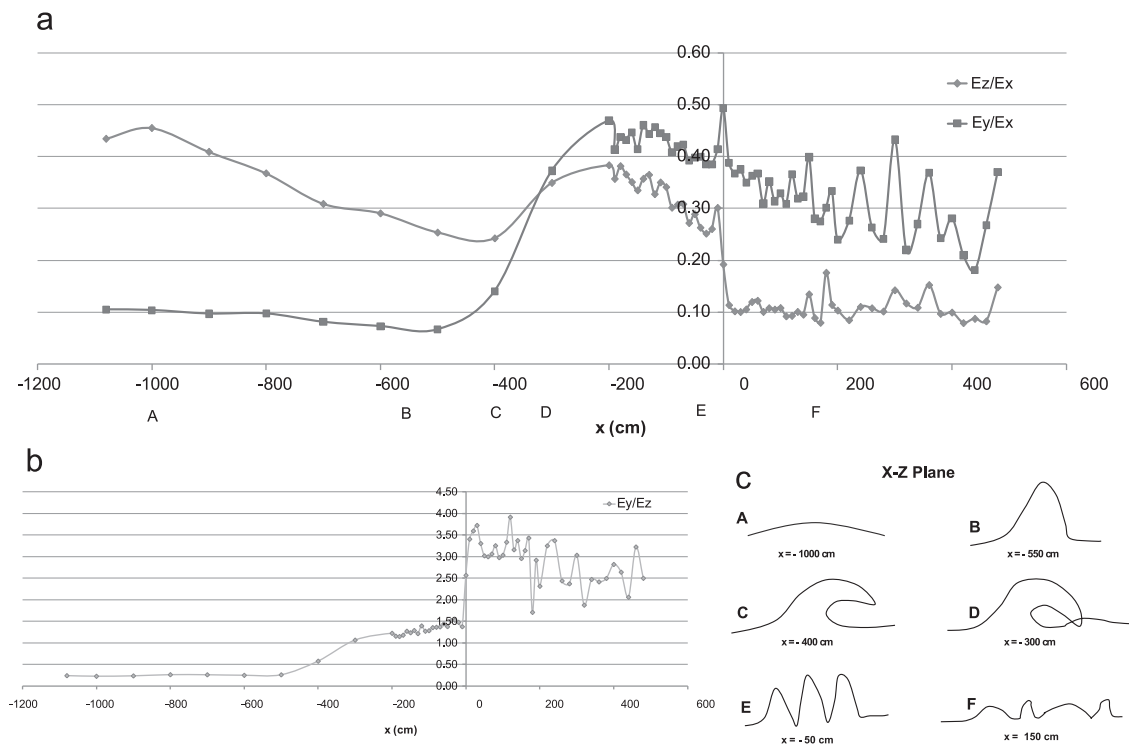 a
0.60
0.50
0.40
0.30
0.20
0.10
0.00
Ez/Ex
Ey/Ex
-1200 -1000 -800 -600 -400 -200 0 200 400 600
A B C D E F
x (cm)
b
4.50
4.00
3.50
3.00
2.50
2.00
1.50
1.00
0.50
0.00
Ey/Ez
-1200 -1000 -800 -600 -400 -200 0 200 400 600
x (cm)
C
X-Z Plane
A
x = - 1000 cm
B
x = - 550 cm
C
x = - 400 cm
D
x = - 300 cm
E
x = - 50 cm
F
x = 150 cm